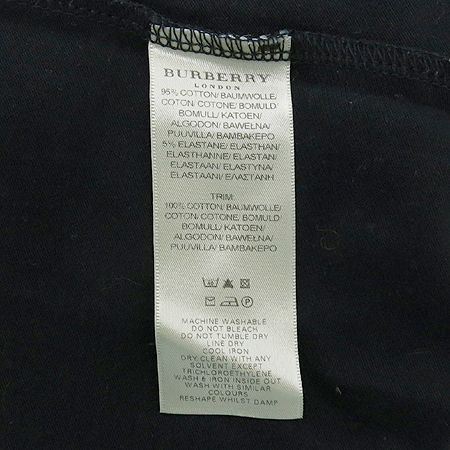 BURBERRY
LONDON
95% COTTON/ BAUMWOLLE/
COTON/ COTONE/ BOMULD/
BOMULL/ KATOEN/
ALGODON/ BAWEŁNA/
PUUVILLA/ BAMBAKEPO
5% ELASTANE/ ELASTHAN/
ELASTHANNE/ ELASTAN/
ELASTAAN/ ELASTYNA/
ELASTAANI/ ΕΛΑΣΤΑΝΗ
TRIM:
100% COTTON/ BAUMWOLLE/
COTON/ COTONE/ BOMULD/
BOMULL/ KATOEN/
ALGODON/ BAWEŁNA/
PUUVILLA/ BAMBAKEPO
P
MACHINE WASHABLE
DO NOT BLEACH
DO NOT TUMBLE DRY
LINE DRY
COOL IRON
DRY CLEAN WITH ANY
SOLVENT EXCEPT
TRICHLOROETHYLENE
WASH & IRON INSIDE OUT
WASH WITH SIMILAR
COLOURS
RESHAPE WHILST DAMP